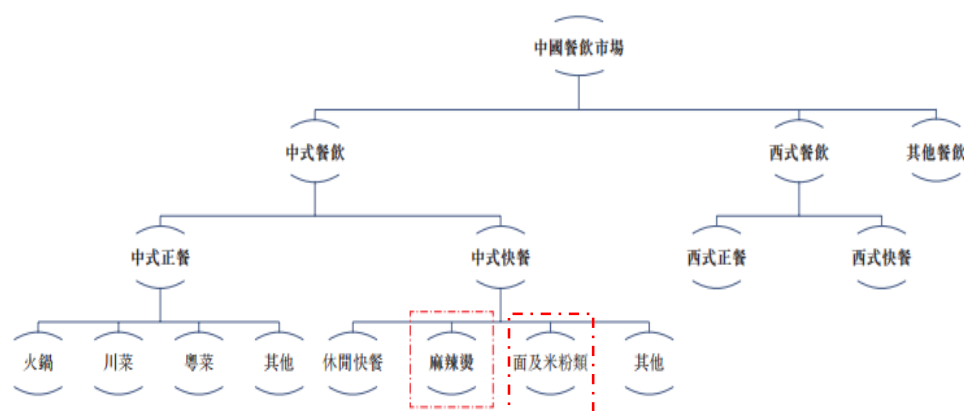 中國餐飲市場
中式餐飲
西式餐飲
其他餐飲
中式正餐
中式快餐
西式正餐
西式快餐
火鍋
川菜
粵菜
其他
休閒快餐
麻辣燙
面及米粉類
其他